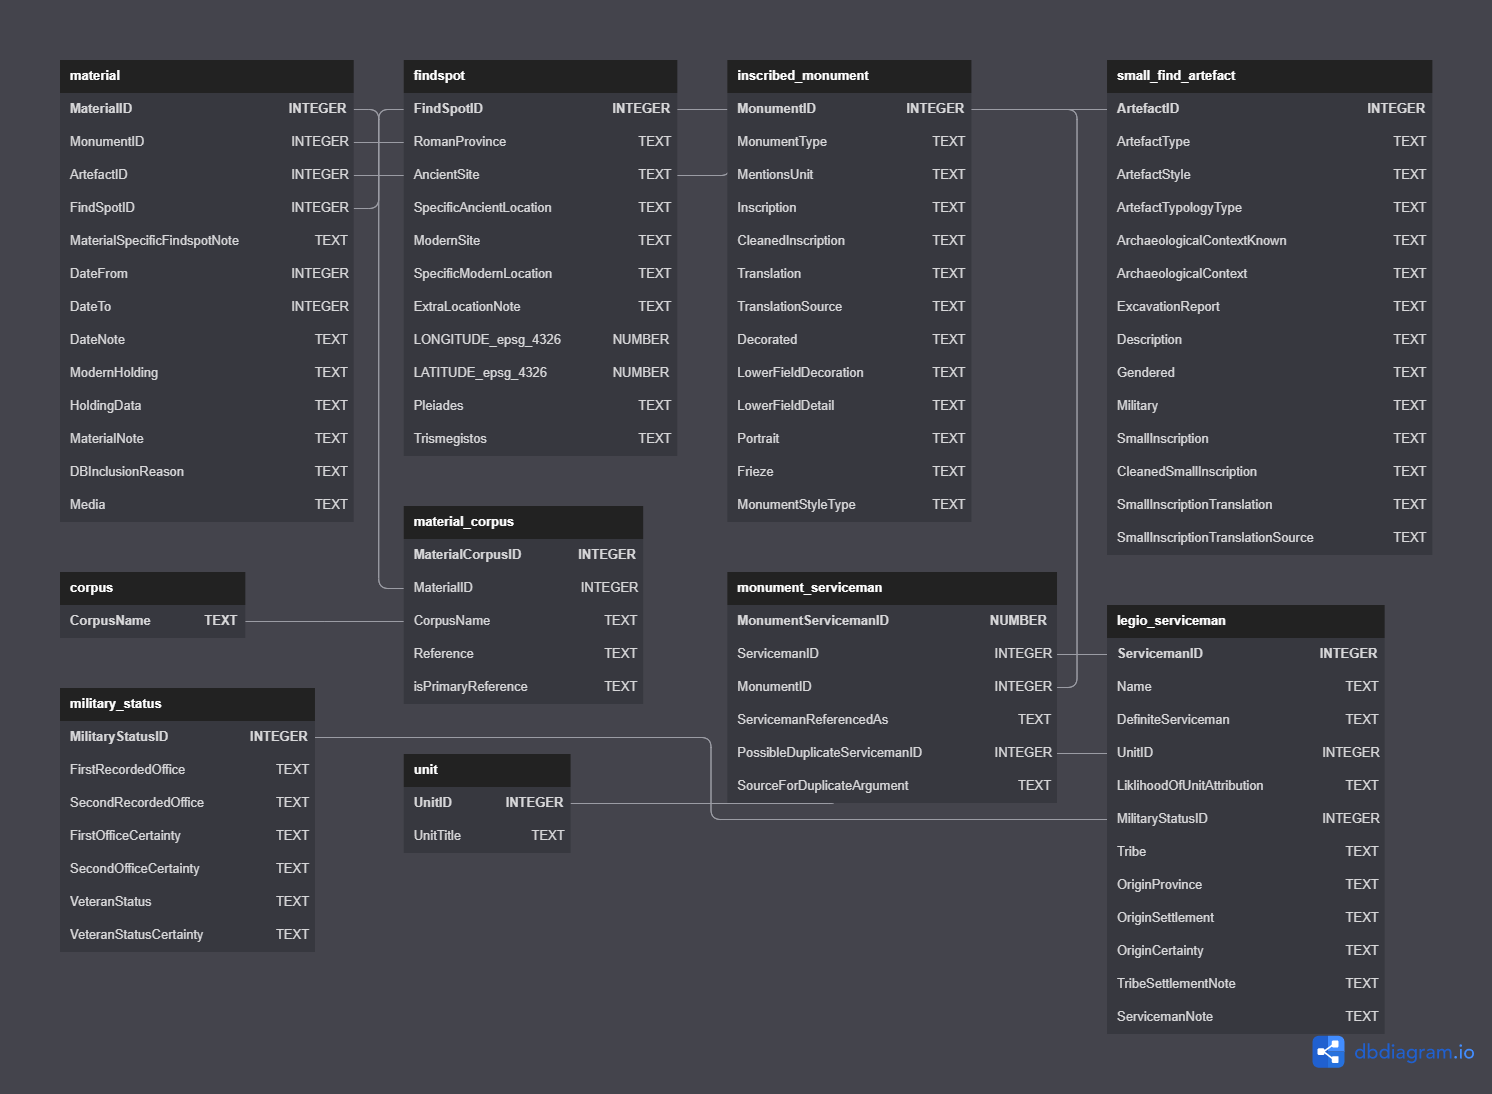 material
MaterialID INTEGER
MonumentID INTEGER
ArtefactID INTEGER
FindSpotID INTEGER
MaterialSpecificFindspotNote TEXT
DateFrom INTEGER
DateTo INTEGER
DateNote TEXT
ModernHolding TEXT
HoldingData TEXT
MaterialNote TEXT
DBInclusionReason TEXT
Media TEXT
findspot
FindSpotID INTEGER
RomanProvince TEXT
AncientSite TEXT
SpecificAncientLocation TEXT
ModernSite TEXT
SpecificModernLocation TEXT
ExtraLocationNote TEXT
LONGITUDE_epsg_4326 NUMBER
LATITUDE_epsg_4326 NUMBER
Pleiades TEXT
Trismegistos TEXT
inscribed_monument
MonumentID INTEGER
MonumentType TEXT
MentionsUnit TEXT
Inscription TEXT
CleanedInscription TEXT
Translation TEXT
TranslationSource TEXT
Decorated TEXT
LowerFieldDecoration TEXT
LowerFieldDetail TEXT
Portrait TEXT
Frieze TEXT
MonumentStyleType TEXT
small_find_artefact
ArtefactID INTEGER
ArtefactType TEXT
ArtefactStyle TEXT
ArtefactTypologyType TEXT
ArchaeologicalContextKnown TEXT
ArchaeologicalContext TEXT
ExcavationReport TEXT
Description TEXT
Gendered TEXT
Military TEXT
SmallInscription TEXT
CleanedSmallInscription TEXT
SmallInscriptionTranslation TEXT
SmallInscriptionTranslationSource TEXT
material_corpus
MaterialCorpusID INTEGER
MaterialID INTEGER
CorpusName TEXT
Reference TEXT
isPrimaryReference TEXT
corpus
CorpusName TEXT
monument_serviceman
MonumentServicemanID NUMBER
ServicemanID INTEGER
MonumentID INTEGER
ServicemanReferencedAs TEXT
PossibleDuplicateServicemanID INTEGER
SourceForDuplicateArgument TEXT
legio_serviceman
ServicemanID INTEGER
Name TEXT
DefiniteServiceman TEXT
UnitID INTEGER
LiklihoodOfUnitAttribution TEXT
MilitaryStatusID INTEGER
Tribe TEXT
OriginProvince TEXT
OriginSettlement TEXT
OriginCertainty TEXT
TribeSettlementNote TEXT
ServicemanNote TEXT
military_status
MilitaryStatusID INTEGER
FirstRecordedOffice TEXT
SecondRecordedOffice TEXT
FirstOfficeCertainty TEXT
SecondOfficeCertainty TEXT
VeteranStatus TEXT
VeteranStatusCertainty TEXT
unit
UnitID INTEGER
UnitTitle TEXT
dbdiagram.io